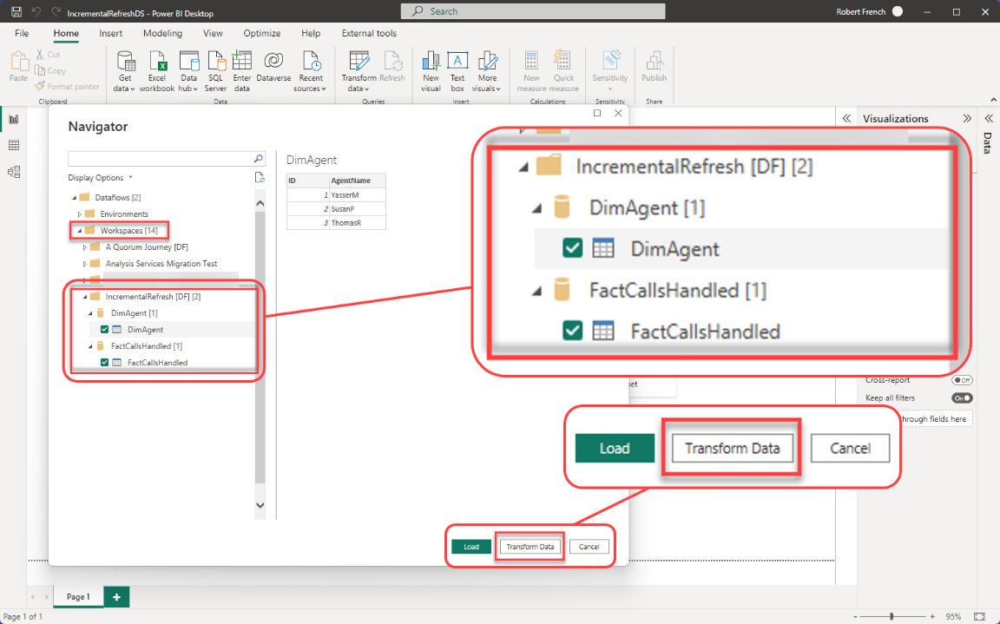 IncrementalRefreshDS - Power BI Desktop
Search
Robert French
File Home Insert Modeling View Optimize Help External tools
Paste
Cut
Copy
Format painter
Clipboard
Get data
Excel workbook
Data hub
SQL Server
Enter data
Dataverse
Recent sources
Data
Transform data
Refresh
Queries
New visual
Text box
More visuals
Insert
New measure
Quick measure
Calculations
Sensitivity
Sensitivity
Publish
Share
Navigator
Display Options
Dataflows [2]
Environments
Workspaces [14]
A Quorum Journey [DF]
Analysis Services Migration Test
IncrementalRefresh [DF] [2]
DimAgent [1]
DimAgent
FactCallsHandled [1]
FactCallsHandled
DimAgent
ID AgentName
1 YasserM
2 SusanP
3 ThomasR
Load Transform Data Cancel
Visualizations
Data
IncrementalRefresh [DF] [2]
DimAgent [1]
DimAgent
FactCallsHandled [1]
FactCallsHandled
set
Cross-report Off
Keep all filters On
through fields here
Load Transform Data Cancel
Page 1 +
Page 1 of 1
- + 95%